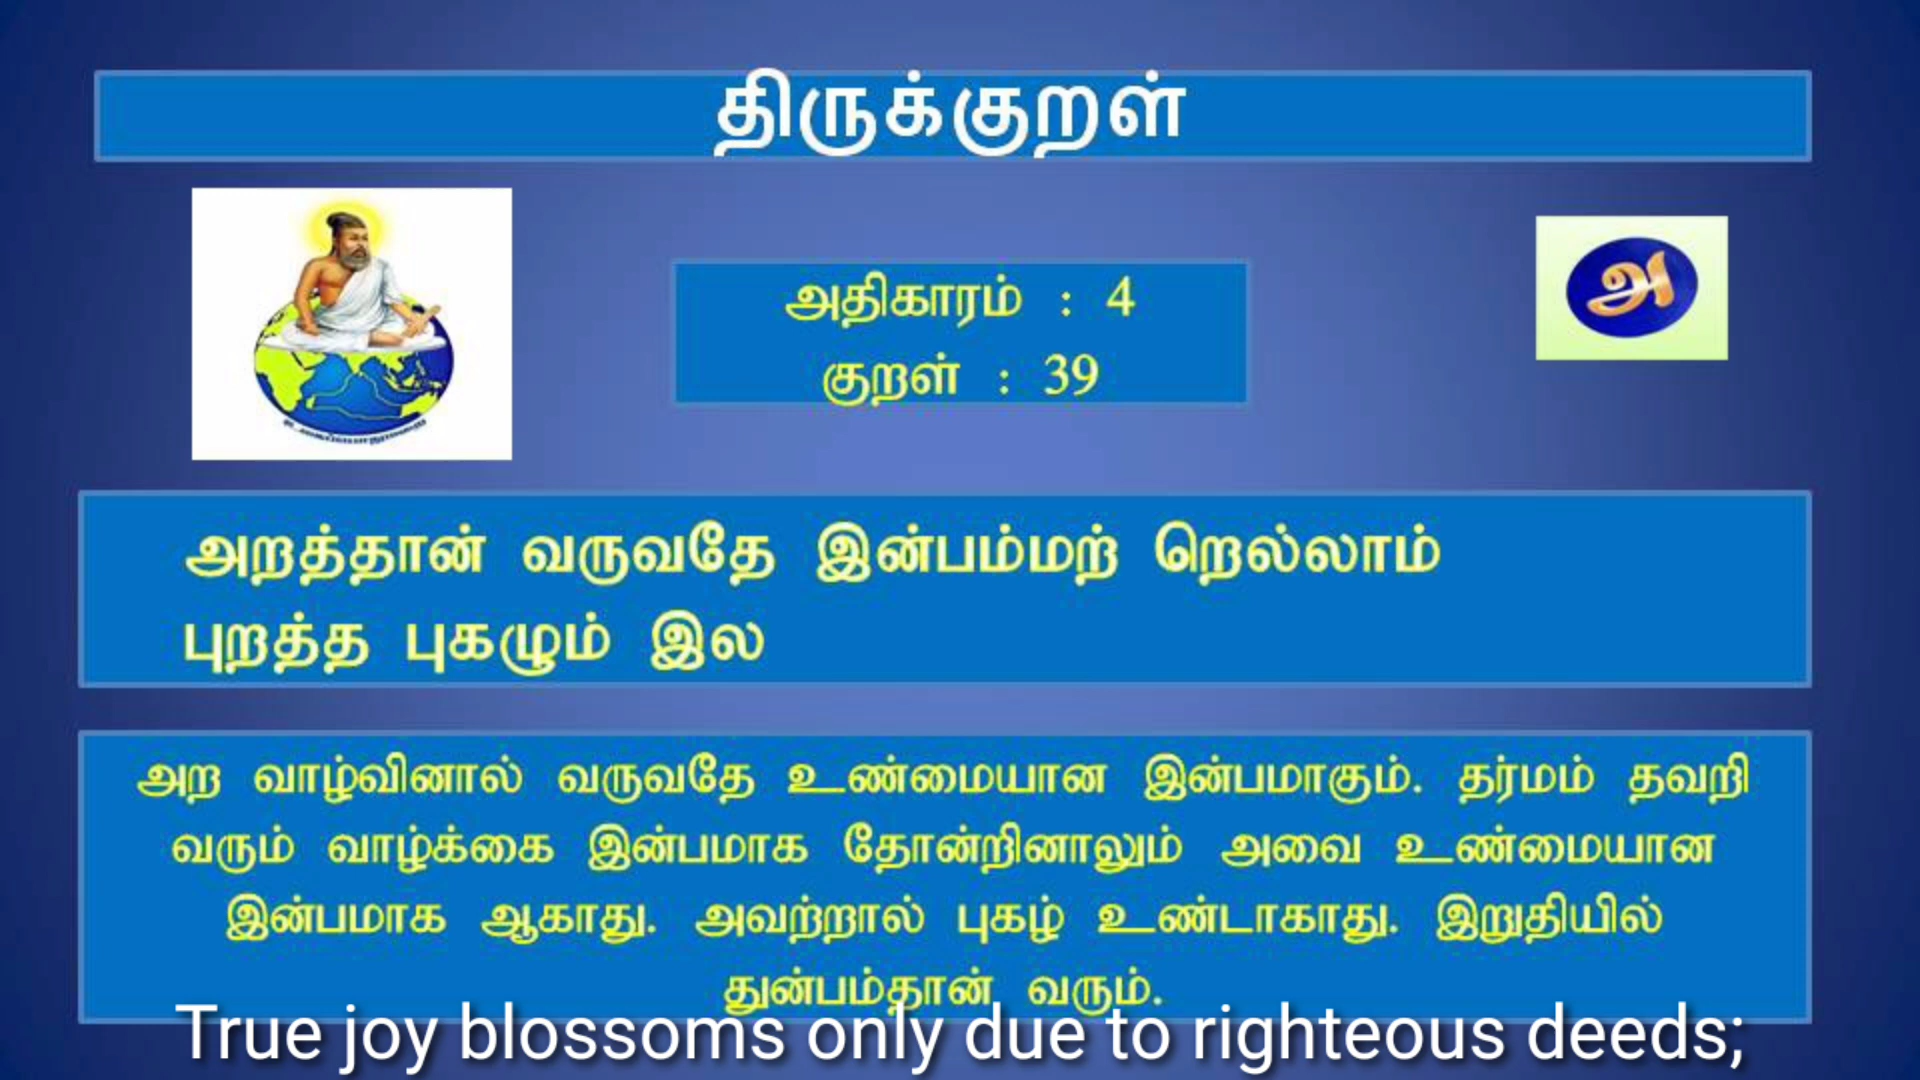 திருக்குறள்
அ
அதிகாரம் : 4
குறள் : 39
அறத்தான் வருவதே இன்பம்மற் றெல்லாம்
புறத்த புகழும் இல
அற வாழ்வினால் வருவதே உண்மையான இன்பமாகும். தர்மம் தவறி
வரும் வாழ்க்கை இன்பமாக தோன்றினாலும் அவை உண்மையான
இன்பமாக ஆகாது. அவற்றால் புகழ் உண்டாகாது. இறுதியில்
துன்பம்தான் வரும்.
True joy blossoms only due to righteous deeds;